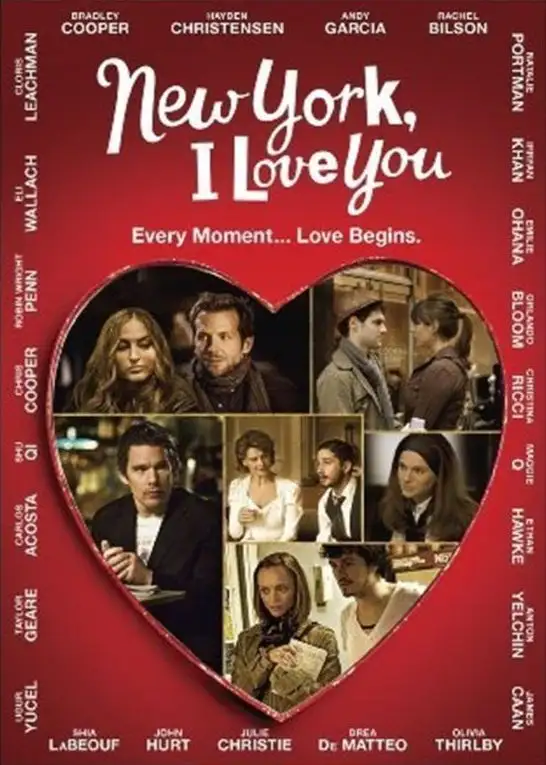 BRADLEY COOPER
HAYDEN CHRISTENSEN
ANDY GARCIA
RACHEL BILSON
New York,
I Love You
Every Moment... Love Begins.
CLORIS LEACHMAN
ELI WALLACH
ROBIN WRIGHT PENN
CHRIS COOPER
SHU QI
CARLOS ACOSTA
TAYLOR GEARE
UGUR YÜCEL
NATALIE PORTMAN
IRRFAN KHAN
EMILIE OHANA
ORLANDO BLOOM
CHRISTINA RICCI
MAGGIE Q
ETHAN HAWKE
ANTON YELCHIN
JAMES CAAN
SHIA LABEOUF
JOHN HURT
JULIE CHRISTIE
DREA DE MATTEO
OLIVIA THIRLBY